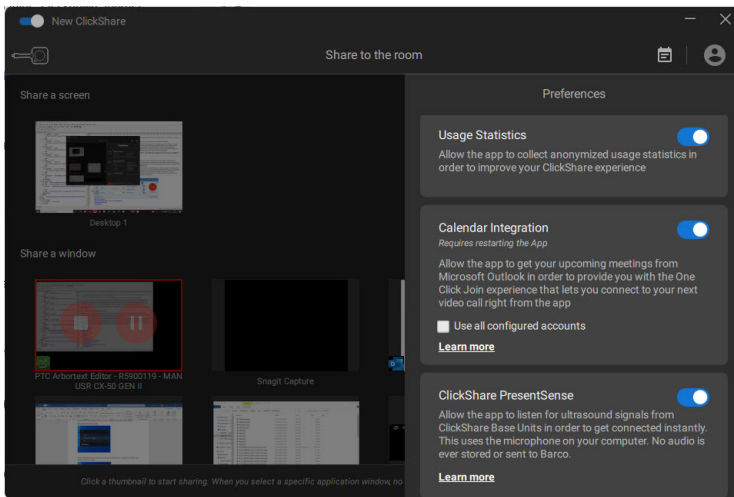 New ClickShare
Share to the room
Share a screen
Desktop 1
Share a window
PTC Arbortext Editor - R5900119 - MAN
USR CX-50 GEN II
Snagit Capture
Click a thumbnail to start sharing. When you select a specific application window, no
Preferences
Usage Statistics
Allow the app to collect anonymized usage statistics in
order to improve your ClickShare experience
Calendar Integration
Requires restarting the App
Allow the app to get your upcoming meetings from
Microsoft Outlook in order to provide you with the One
Click Join experience that lets you connect to your next
video call right from the app
Use all configured accounts
Learn more
ClickShare PresentSense
Allow the app to listen for ultrasound signals from
ClickShare Base Units in order to get connected instantly.
This uses the microphone on your computer. No audio is
ever stored or sent to Barco.
Learn more